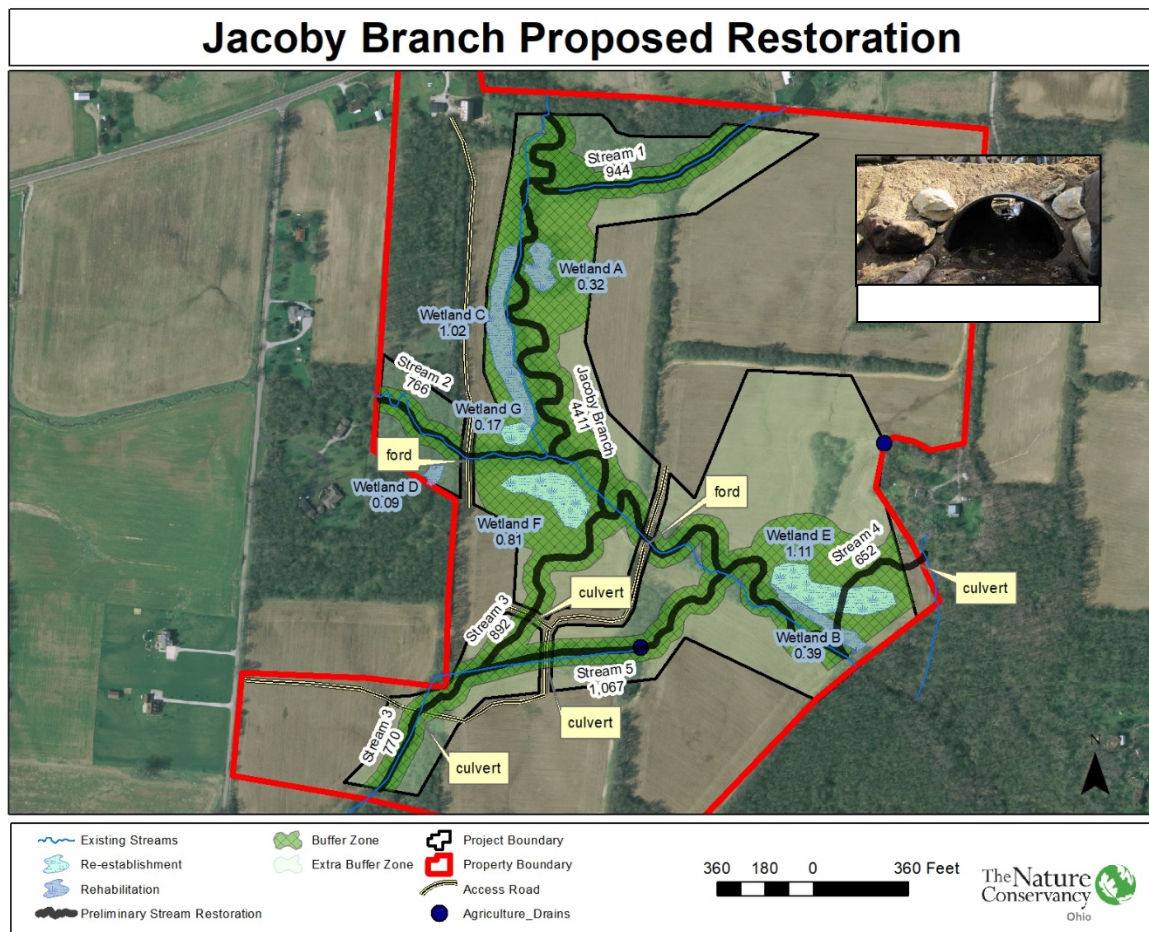 Jacoby Branch Proposed Restoration
Stream 1
944
Wetland A
0.32
Wetland C
1.02
Stream 2
766
Jacoby Branch
4411
Wetland G
0.17
ford
Wetland D
0.09
ford
Wetland F
0.81
Wetland E
1.11
Stream 4
652
culvert
culvert
Stream 3
892
Wetland B
0.39
Stream 5
1,067
culvert
Stream 3
770
culvert
N
Existing Streams
Re-establishment
Rehabilitation
Preliminary Stream Restoration
Buffer Zone
Extra Buffer Zone
Project Boundary
Property Boundary
Access Road
Agriculture_Drains
360 180 0 360 Feet
The Nature
Conservancy
Ohio